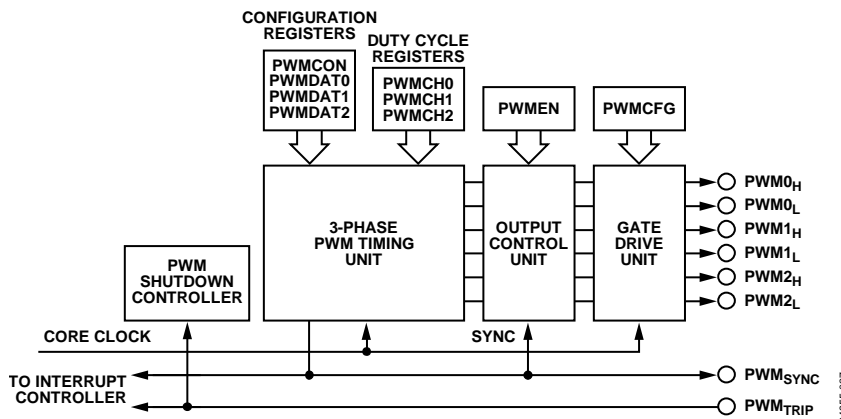 CONFIGURATION
REGISTERS
DUTY CYCLE
REGISTERS
PWMCON
PWMDAT0
PWMDAT1
PWMDAT2
PWMCH0
PWMCH1
PWMCH2
PWMEN
PWMCFG
3-PHASE
PWM TIMING
UNIT
OUTPUT
CONTROL
UNIT
GATE
DRIVE
UNIT
PWM0H
PWM0L
PWM1H
PWM1L
PWM2H
PWM2L
PWM
SHUTDOWN
CONTROLLER
CORE CLOCK
SYNC
TO INTERRUPT
CONTROLLER
PWMSYNC
PWMTRIP